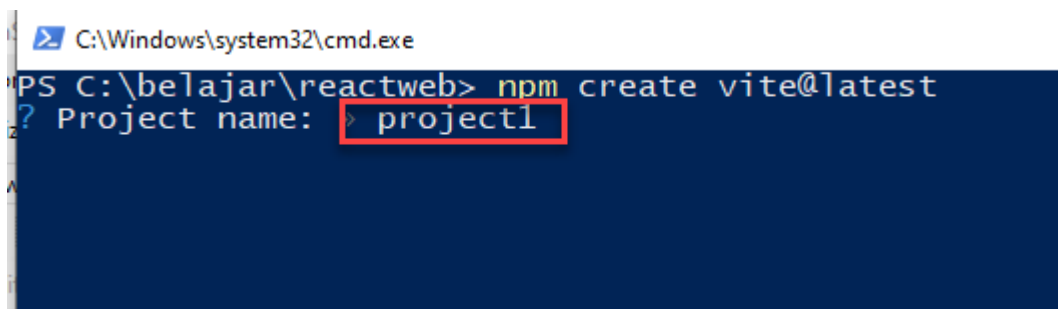 C:\Windows\system32\cmd.exe
PS C:\belajar\reactweb> npm create vite@latest
? Project name: › project1